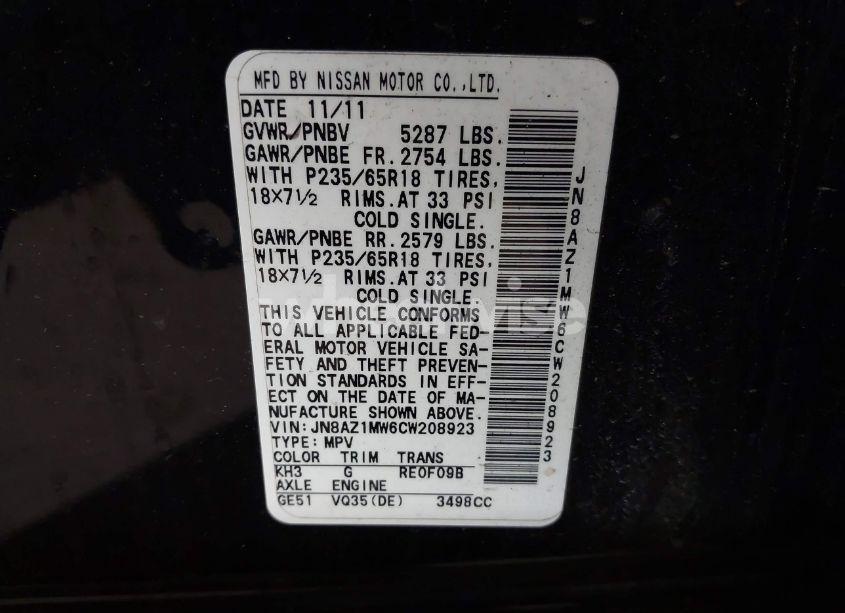 MFD BY NISSAN MOTOR CO.,LTD.
DATE 11/11
GVWR/PNBV 5287 LBS.
GAWR/PNBE FR. 2754 LBS.
WITH P235/65R18 TIRES,
18×7½ RIMS. AT 33 PSI
COLD SINGLE.
GAWR/PNBE RR. 2579 LBS.
WITH P235/65R18 TIRES,
18×7½ RIMS. AT 33 PSI
COLD SINGLE.
THIS VEHICLE CONFORMS
TO ALL APPLICABLE FED-
ERAL MOTOR VEHICLE SA-
FETY AND THEFT PREVEN-
TION STANDARDS IN EFF-
ECT ON THE DATE OF MA-
NUFACTURE SHOWN ABOVE.
VIN:JN8AZ1MW6CW208923
TYPE:MPV
COLOR TRIM TRANS
KH3 G RE0F09B
AXLE ENGINE
GE51 VQ35(DE) 3498CC
JN8AZ1MW6CW208923